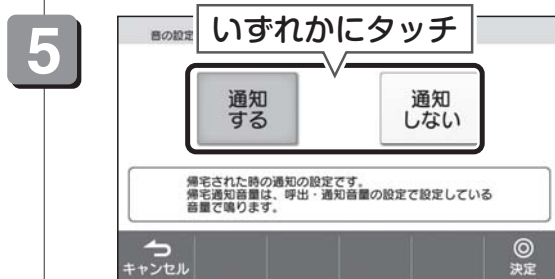 5
音の設定
いずれかにタッチ
通知
する
通知
しない
帰宅された時の通知の設定です。
帰宅通知音量は、呼出・通知音量の設定で設定している
音量で鳴ります。
キャンセル
決定